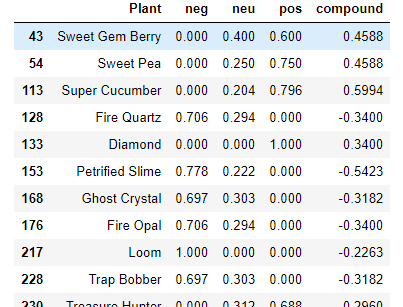 Plant neg neu pos compound
43 Sweet Gem Berry 0.000 0.400 0.600 0.4588
54 Sweet Pea 0.000 0.250 0.750 0.4588
113 Super Cucumber 0.000 0.204 0.796 0.5994
128 Fire Quartz 0.706 0.294 0.000 -0.3400
133 Diamond 0.000 0.000 1.000 0.3400
153 Petrified Slime 0.778 0.222 0.000 -0.5423
168 Ghost Crystal 0.697 0.303 0.000 -0.3182
176 Fire Opal 0.706 0.294 0.000 -0.3400
217 Loom 1.000 0.000 0.000 -0.2263
228 Trap Bobber 0.697 0.303 0.000 -0.3182
230 Treasure Hunter 0.000 0.312 0.688 0.2960